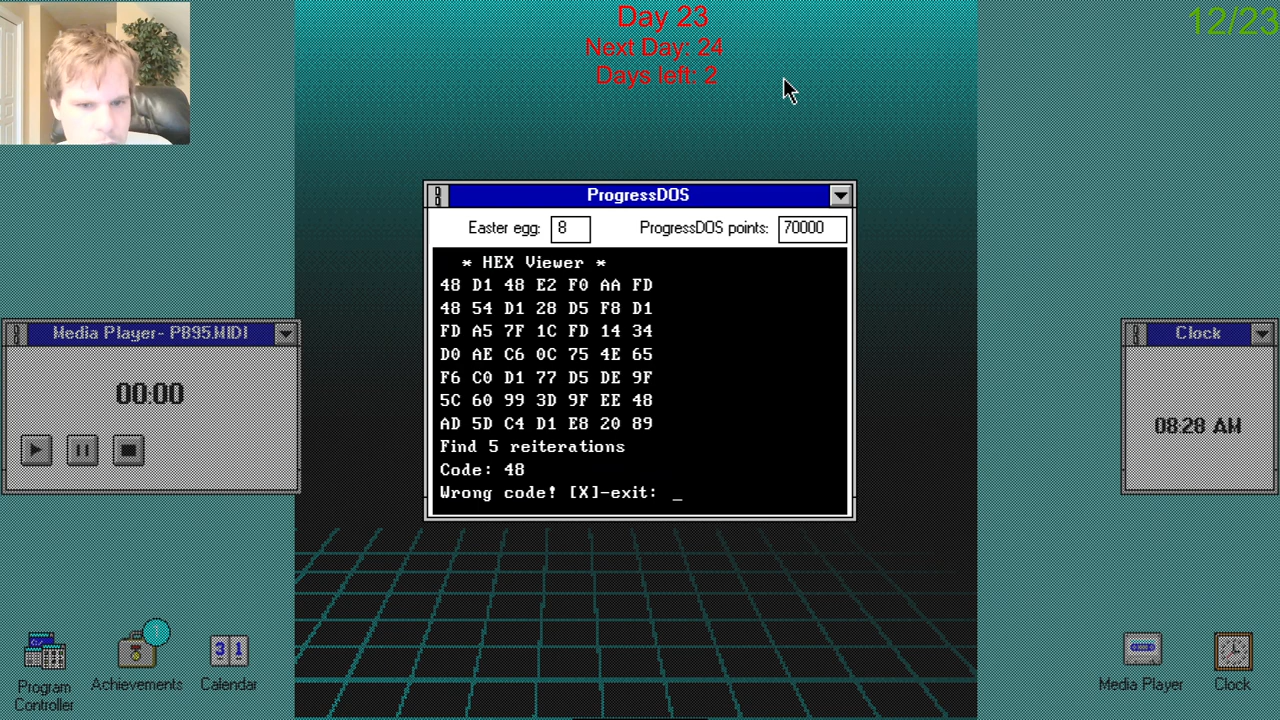 Day 23
Next Day: 24
Days left: 2
12/23
ProgressDOS
Easter egg: 8
ProgressDOS points: 70000
* HEX Viewer *
48 D1 48 E2 F0 AA FD
48 54 D1 28 D5 F8 D1
FD A5 7F 1C FD 14 34
D0 AE C6 0C 75 4E 65
F6 C0 D1 77 D5 DE 9F
5C 60 99 3D 9F EE 48
AD 5D C4 D1 E8 20 89
Find 5 reiterations
Code: 48
Wrong code! [X]-exit: _
Media Player- PB95.MIDI
00:00
Clock
08:28 AM
Program
Controller
Achievements
31
Calendar
Media Player
Clock